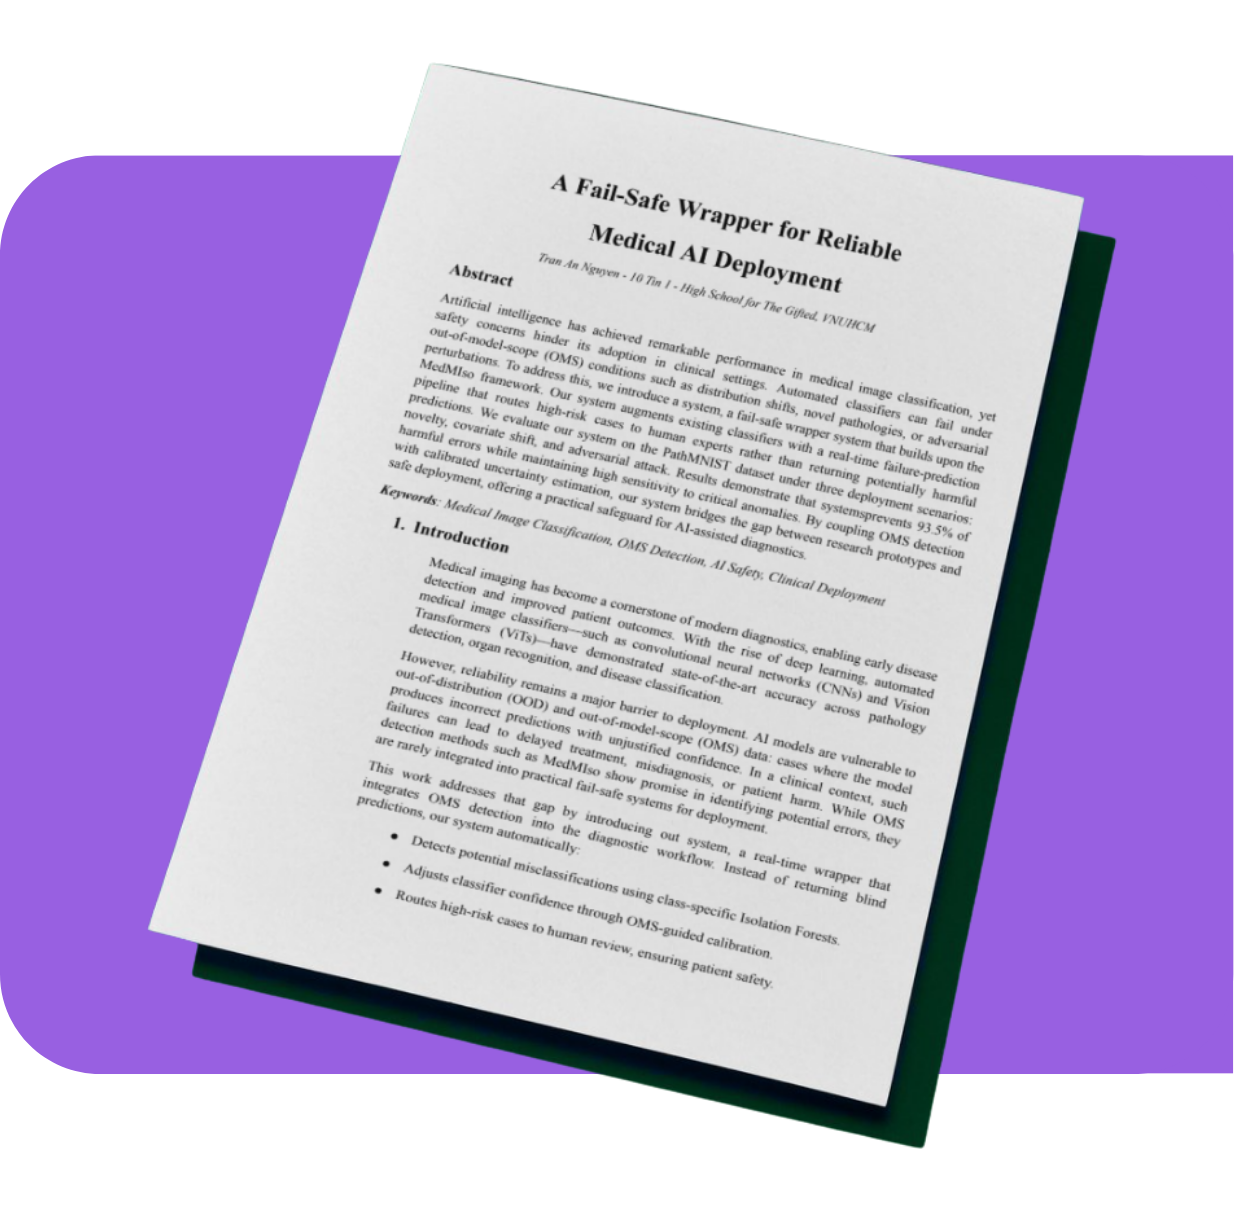 A Fail-Safe Wrapper for Reliable
Medical AI Deployment
Tran An Nguyen - 10 Tin 1 - High School for The Gifted, VNUHCM
Abstract
Artificial intelligence has achieved remarkable performance in medical image classification, yet
safety concerns hinder its adoption in clinical settings. Automated classifiers can fail under
out-of-model-scope (OMS) conditions such as distribution shifts, novel pathologies, or adversarial
perturbations. To address this, we introduce a system, a fail-safe wrapper system that builds upon the
MedMIso framework. Our system augments existing classifiers with a real-time failure-prediction
pipeline that routes high-risk cases to human experts rather than returning potentially harmful
predictions. We evaluate our system on the PathMNIST dataset under three deployment scenarios:
novelty, covariate shift, and adversarial attack. Results demonstrate that systemsprevents 93.5% of
harmful errors while maintaining high sensitivity to critical anomalies. By coupling OMS detection
with calibrated uncertainty estimation, our system bridges the gap between research prototypes and
safe deployment, offering a practical safeguard for AI-assisted diagnostics.
Keywords: Medical Image Classification, OMS Detection, AI Safety, Clinical Deployment
1. Introduction
Medical imaging has become a cornerstone of modern diagnostics, enabling early disease
detection and improved patient outcomes. With the rise of deep learning, automated
medical image classifiers—such as convolutional neural networks (CNNs) and Vision
Transformers (ViTs)—have demonstrated state-of-the-art accuracy across pathology
detection, organ recognition, and disease classification.
However, reliability remains a major barrier to deployment. AI models are vulnerable to
out-of-distribution (OOD) and out-of-model-scope (OMS) data: cases where the model
produces incorrect predictions with unjustified confidence. In a clinical context, such
failures can lead to delayed treatment, misdiagnosis, or patient harm. While OMS
detection methods such as MedMIso show promise in identifying potential errors, they
are rarely integrated into practical fail-safe systems for deployment.
This work addresses that gap by introducing out system, a real-time wrapper that
integrates OMS detection into the diagnostic workflow. Instead of returning blind
predictions, our system automatically:
● Detects potential misclassifications using class-specific Isolation Forests.
● Adjusts classifier confidence through OMS-guided calibration.
● Routes high-risk cases to human review, ensuring patient safety.